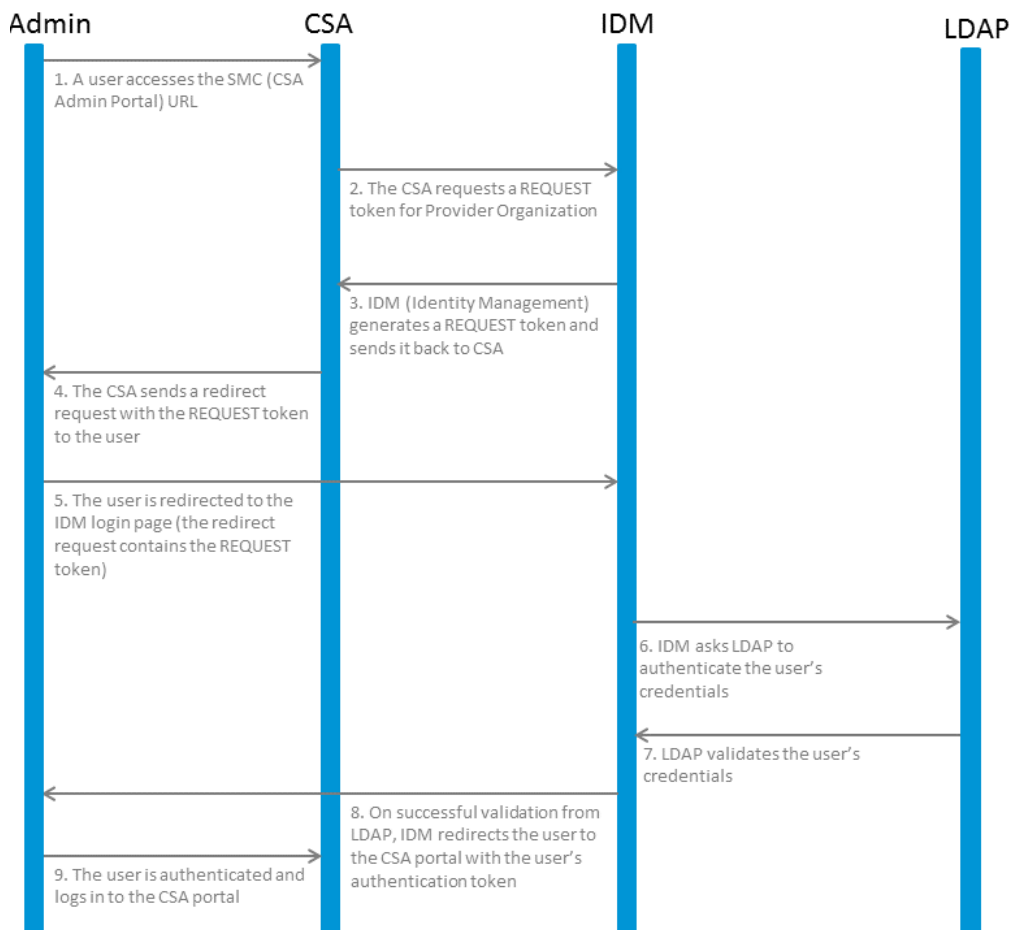 Admin
CSA
IDM
LDAP
1. A user accesses the SMC (CSA
Admin Portal) URL
2. The CSA requests a REQUEST
token for Provider Organization
3. IDM (Identity Management)
generates a REQUEST token and
sends it back to CSA
4. The CSA sends a redirect
request with the REQUEST token
to the user
5. The user is redirected to the
IDM login page (the redirect
request contains the REQUEST
token)
6. IDM asks LDAP to
authenticate the user’s
credentials
7. LDAP validates the user’s
credentials
8. On successful validation from
LDAP, IDM redirects the user to
the CSA portal with the user’s
authentication token
9. The user is authenticated and
logs in to the CSA portal